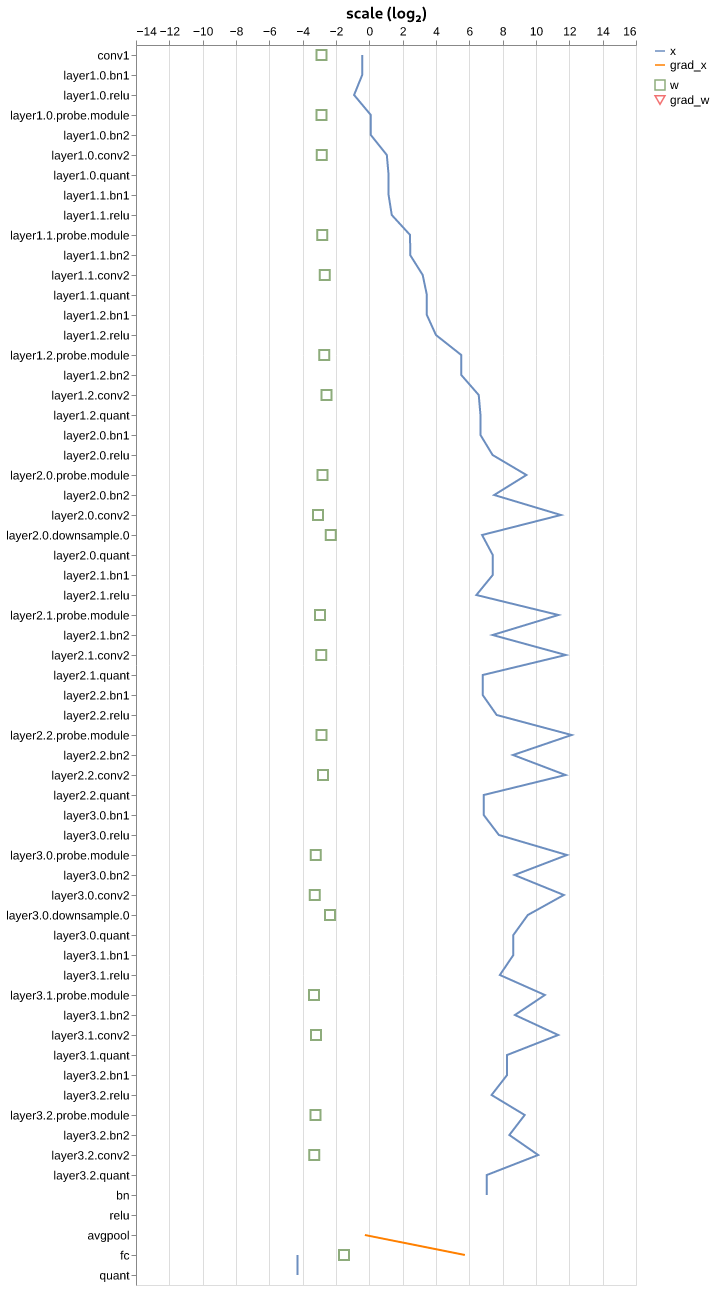 scale (log₂)
−14 −12 −10 −8 −6 −4 −2 0 2 4 6 8 10 12 14 16
x
grad_x
w
grad_w
conv1
layer1.0.bn1
layer1.0.relu
layer1.0.probe.module
layer1.0.bn2
layer1.0.conv2
layer1.0.quant
layer1.1.bn1
layer1.1.relu
layer1.1.probe.module
layer1.1.bn2
layer1.1.conv2
layer1.1.quant
layer1.2.bn1
layer1.2.relu
layer1.2.probe.module
layer1.2.bn2
layer1.2.conv2
layer1.2.quant
layer2.0.bn1
layer2.0.relu
layer2.0.probe.module
layer2.0.bn2
layer2.0.conv2
layer2.0.downsample.0
layer2.0.quant
layer2.1.bn1
layer2.1.relu
layer2.1.probe.module
layer2.1.bn2
layer2.1.conv2
layer2.1.quant
layer2.2.bn1
layer2.2.relu
layer2.2.probe.module
layer2.2.bn2
layer2.2.conv2
layer2.2.quant
layer3.0.bn1
layer3.0.relu
layer3.0.probe.module
layer3.0.bn2
layer3.0.conv2
layer3.0.downsample.0
layer3.0.quant
layer3.1.bn1
layer3.1.relu
layer3.1.probe.module
layer3.1.bn2
layer3.1.conv2
layer3.1.quant
layer3.2.bn1
layer3.2.relu
layer3.2.probe.module
layer3.2.bn2
layer3.2.conv2
layer3.2.quant
bn
relu
avgpool
fc
quant